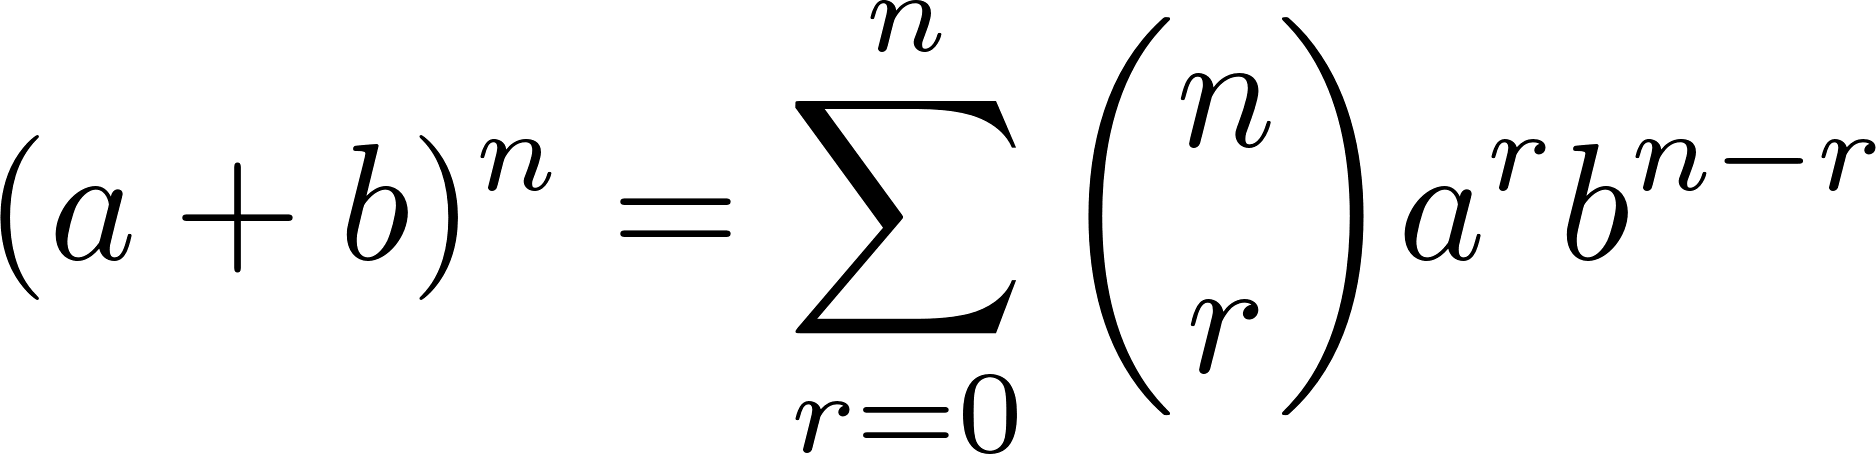 (a + b)^n = \sum_{r=0}^{n} \binom{n}{r} a^r b^{n-r}